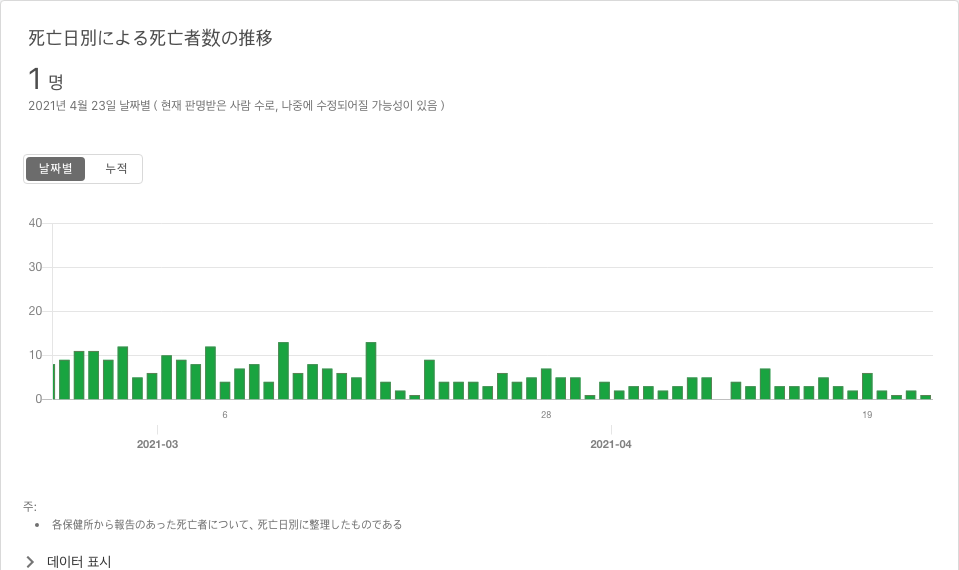 死亡日別による死亡者数の推移
1 명
2021년 4월 23일 날짜별 ( 현재 판명받은 사람 수로, 나중에 수정되어질 가능성이 있음 )
날짜별 누적
40
30
20
10
0
6 28 19
2021-03 2021-04
주:
• 各保健所から報告のあった死亡者について、死亡日別に整理したものである
데이터 표시